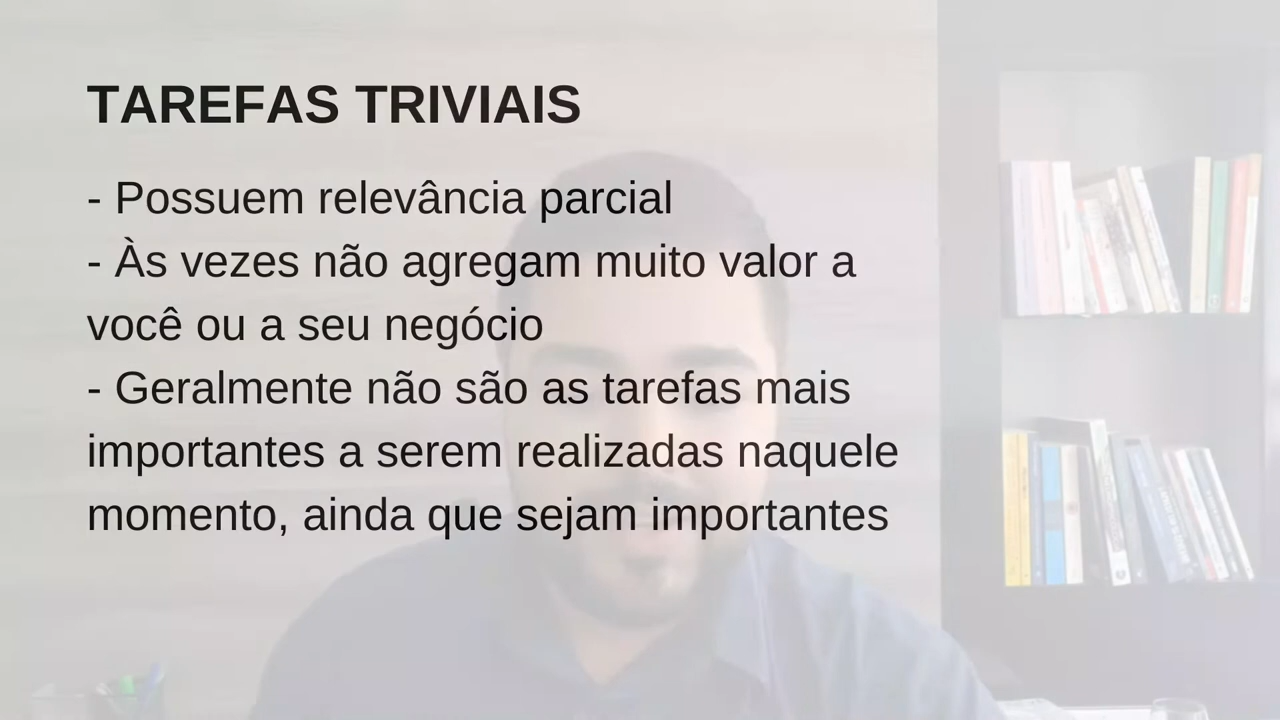 TAREFAS TRIVIAIS
- Possuem relevância parcial
- Às vezes não agregam muito valor a
você ou a seu negócio
- Geralmente não são as tarefas mais
importantes a serem realizadas naquele
momento, ainda que sejam importantes